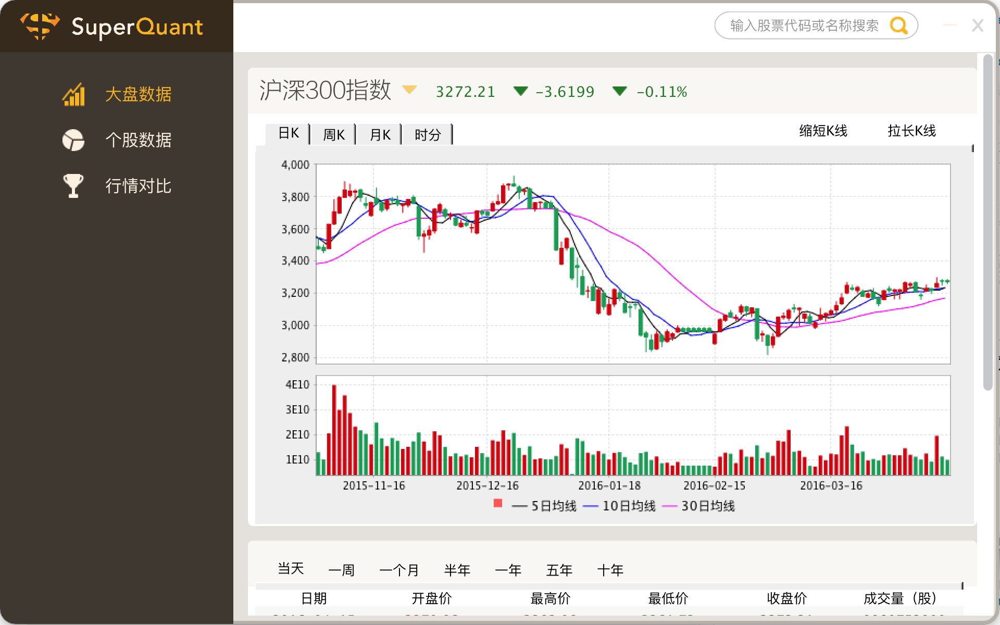 SuperQuant
输入股票代码或名称搜索
大盘数据
个股数据
行情对比
沪深300指数 3272.21 -3.6199 -0.11%
日K 周K 月K 时分 缩短K线 拉长K线
4,000
3,800
3,600
3,400
3,200
3,000
2,800
4E10
3E10
2E10
1E10
2015-11-16 2015-12-16 2016-01-18 2016-02-15 2016-03-16
5日均线 10日均线 30日均线
当天 一周 一个月 半年 一年 五年 十年
日期 开盘价 最高价 最低价 收盘价 成交量（股）